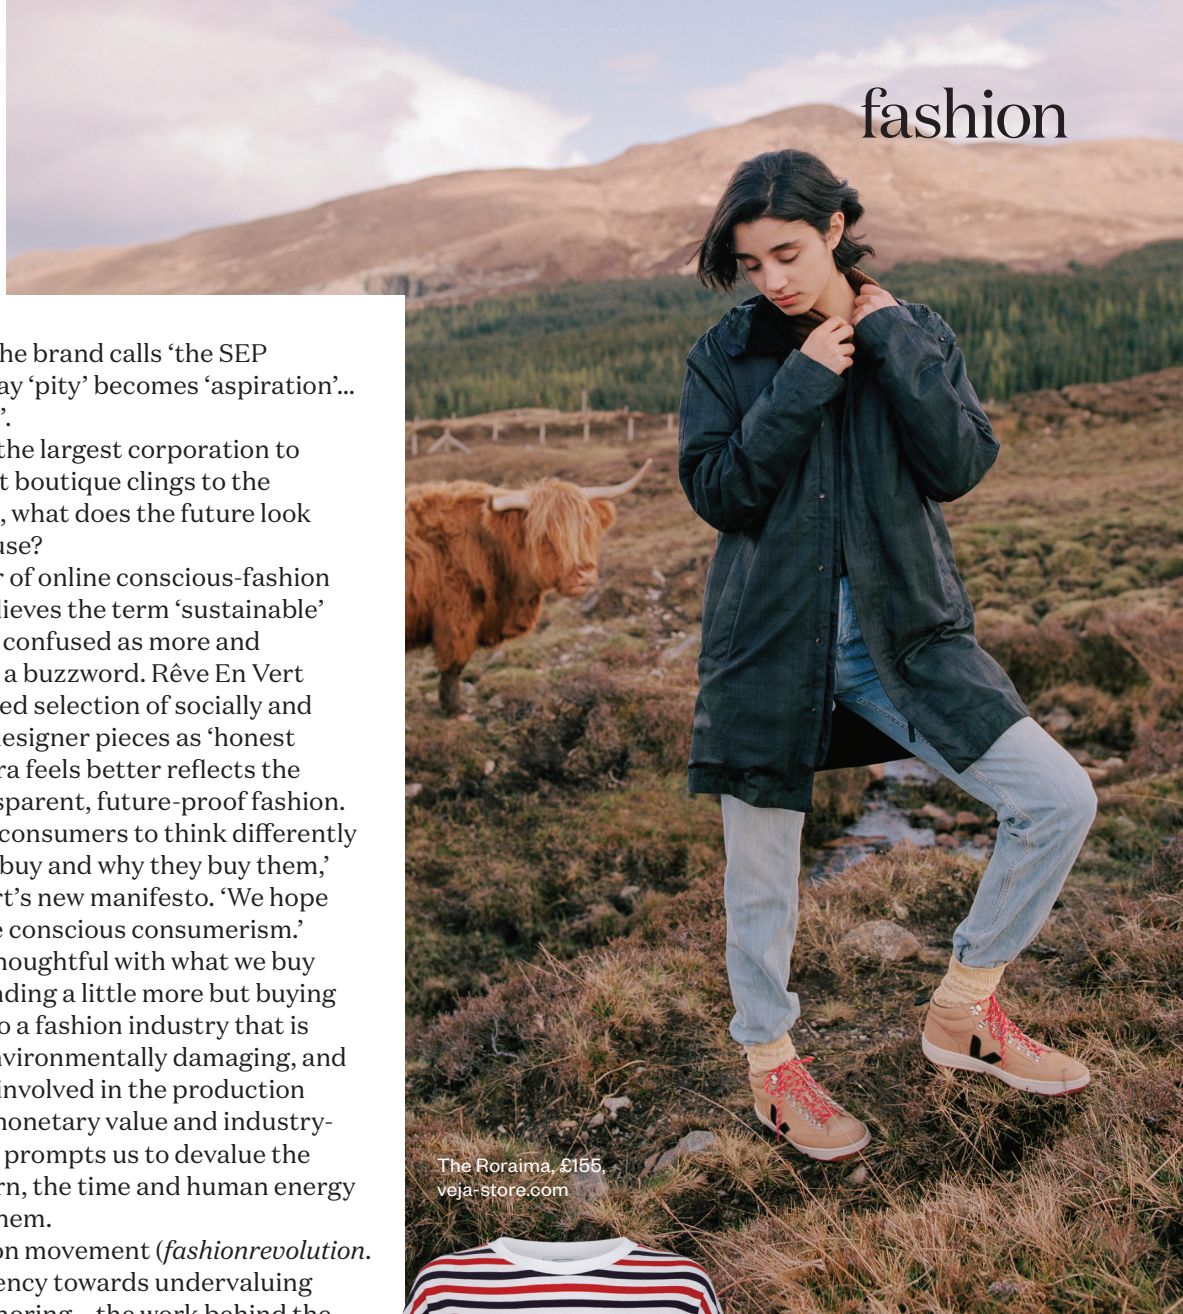 fashion
he brand calls ‘the SEP
ay ‘pity’ becomes ‘aspiration’...
’.
the largest corporation to
t boutique clings to the
, what does the future look
use?
r of online conscious-fashion
lieves the term ‘sustainable’
confused as more and
a buzzword. Rêve En Vert
ed selection of socially and
esigner pieces as ‘honest
ra feels better reflects the
sparent, future-proof fashion.
consumers to think differently
buy and why they buy them,’
rt’s new manifesto. ‘We hope
e conscious consumerism.’
houghtful with what we buy
nding a little more but buying
o a fashion industry that is
nvironmentally damaging, and
involved in the production
monetary value and industry-
prompts us to devalue the
rn, the time and human energy
hem.
on movement (fashionrevolution.
ency towards undervaluing
noring – the work behind the
The Roraima, £155,
veja-store.com